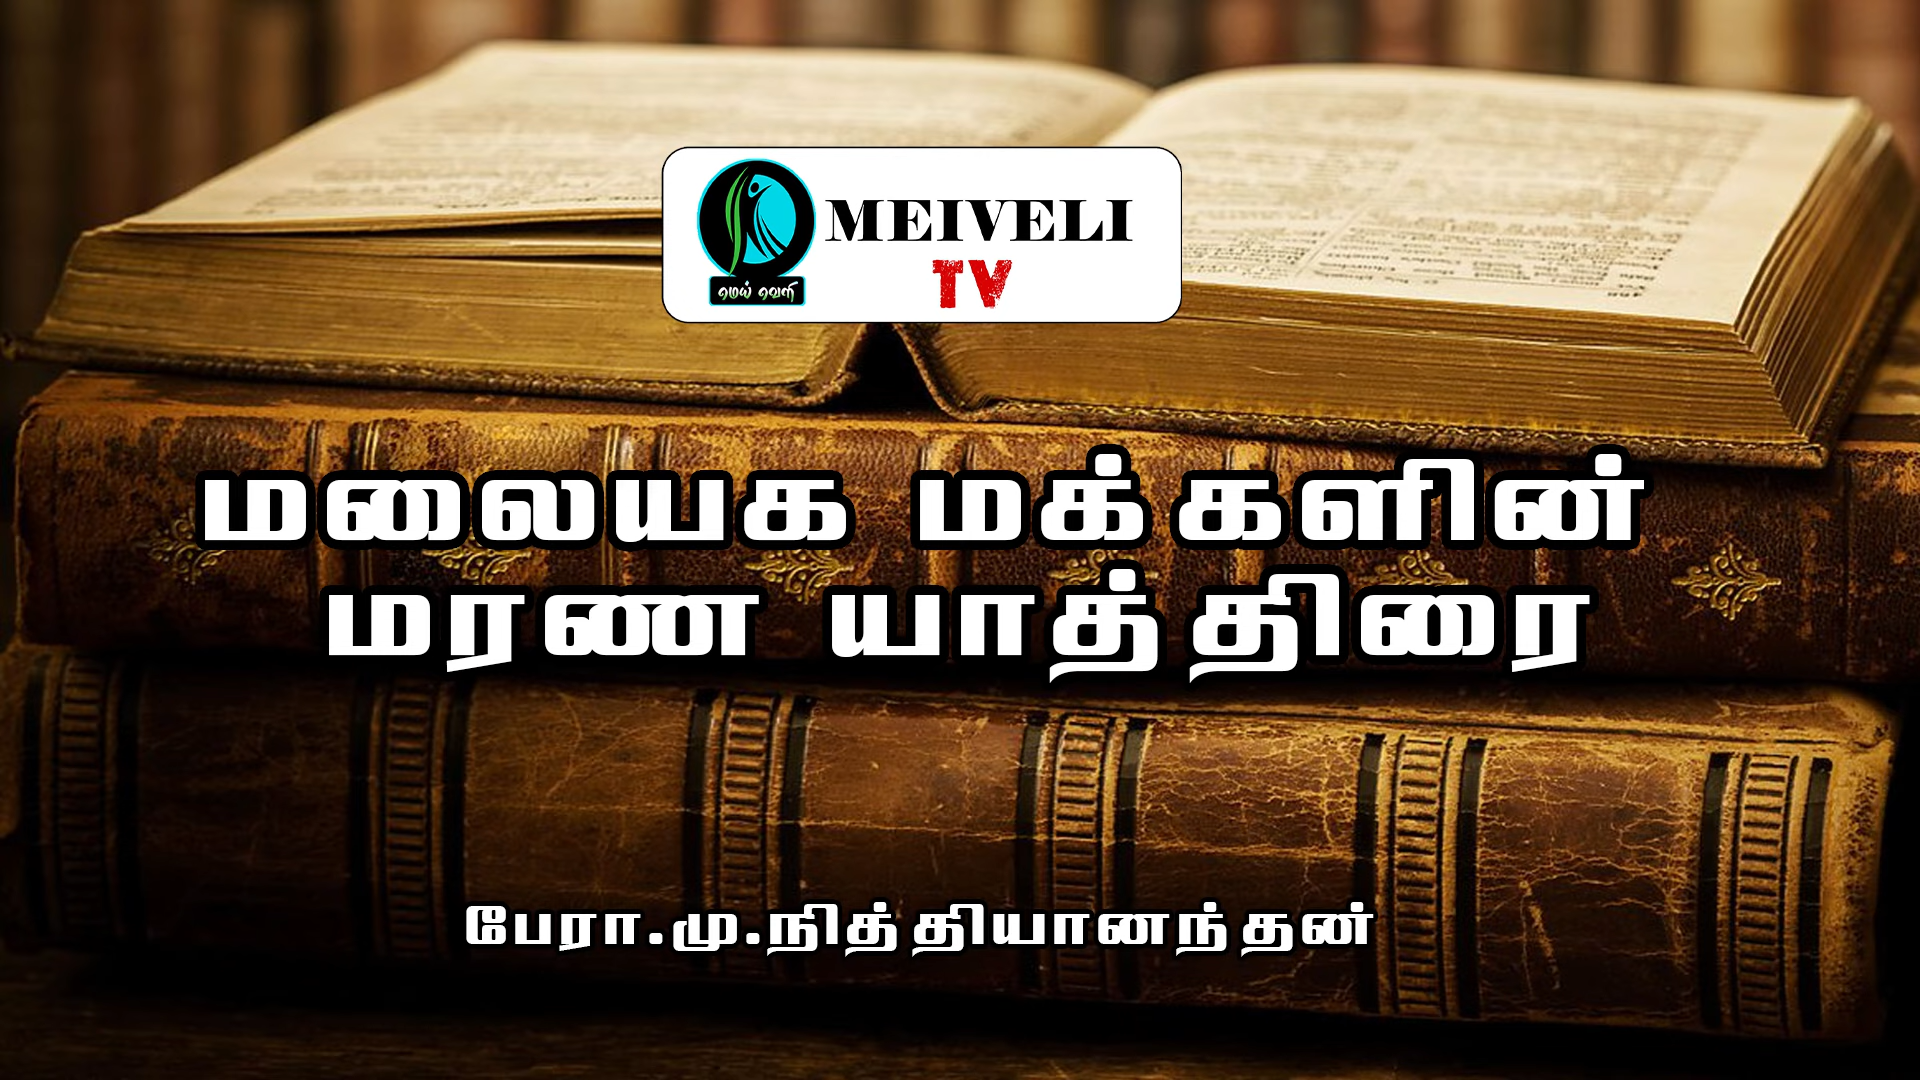 MEIVELI
TV
மெய் வெளி
மலையக மக்களின்
மரண யாத்திரை
பேரா.மு.நித்தியானந்தன்